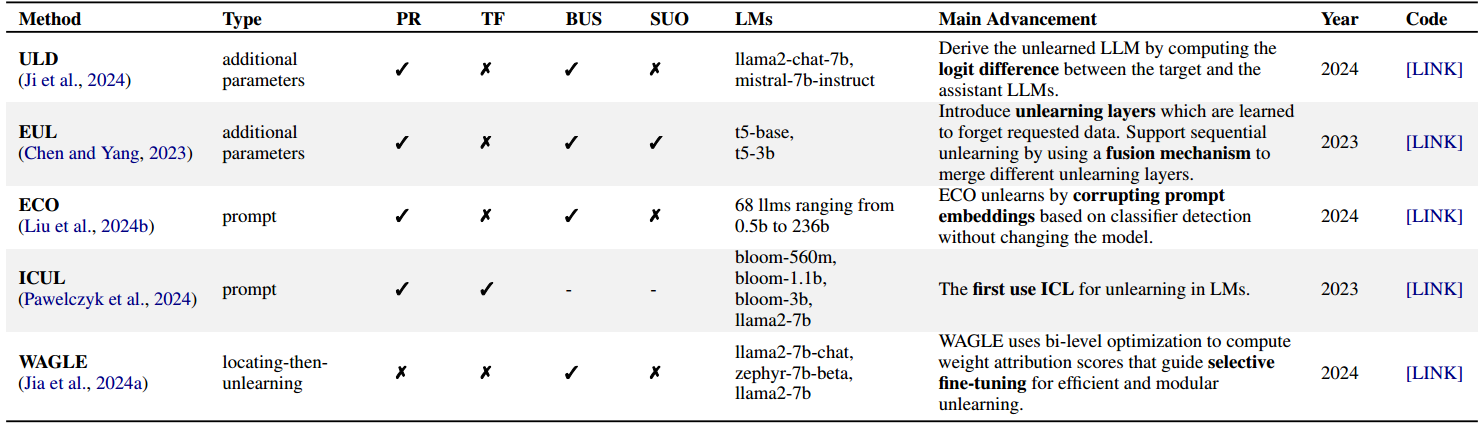 Method Type PR TF BUS SUO LMs Main Advancement Year Code
ULD
(Ji et al., 2024)
additional
parameters
✓ ✗ ✓ ✗
llama2-chat-7b,
mistral-7b-instruct
Derive the unlearned LLM by computing the
logit difference between the target and the
assistant LLMs.
2024
[LINK]
EUL
(Chen and Yang, 2023)
additional
parameters
✓ ✗ ✓ ✓
t5-base,
t5-3b
Introduce unlearning layers which are learned
to forget requested data. Support sequential
unlearning by using a fusion mechanism to
merge different unlearning layers.
2023
[LINK]
ECO
(Liu et al., 2024b)
prompt
✓ ✗ ✓ ✗
68 llms ranging from
0.5b to 236b
ECO unlearns by corrupting prompt
embeddings based on classifier detection
without changing the model.
2024
[LINK]
ICUL
(Pawelczyk et al., 2024)
prompt
✓ ✓ - -
bloom-560m,
bloom-1.1b,
bloom-3b,
llama2-7b
The first use ICL for unlearning in LMs.
2023
[LINK]
WAGLE
(Jia et al., 2024a)
locating-then-
unlearning
✗ ✗ ✓ ✗
llama2-7b-chat,
zephyr-7b-beta,
llama2-7b
WAGLE uses bi-level optimization to compute
weight attribution scores that guide selective
fine-tuning for efficient and modular
unlearning.
2024
[LINK]